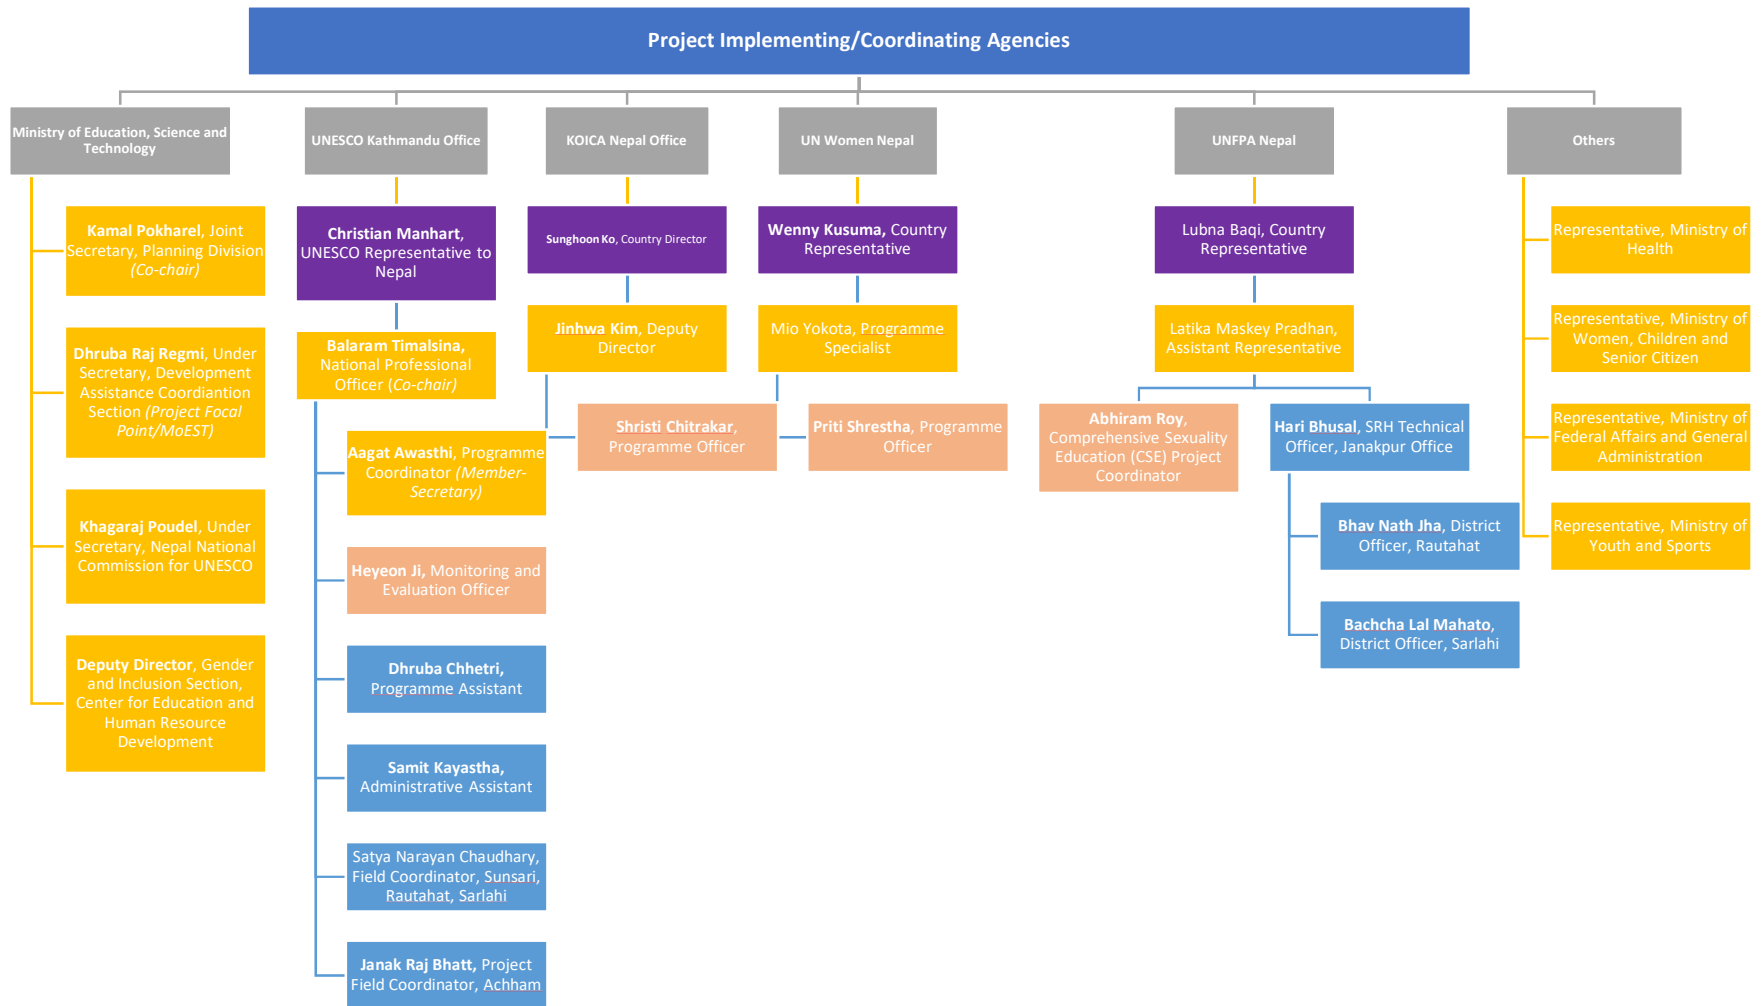 Project Implementing/Coordinating Agencies
Ministry of Education, Science and
Technology
UNESCO Kathmandu Office
KOICA Nepal Office
UN Women Nepal
UNFPA Nepal
Others
Kamal Pokharel, Joint
Secretary, Planning Division
(Co-chair)
Dhruba Raj Regmi, Under
Secretary, Development
Assistance Coordiantion
Section (Project Focal
Point/MoEST)
Khagaraj Poudel, Under
Secretary, Nepal National
Commission for UNESCO
Deputy Director, Gender
and Inclusion Section,
Center for Education and
Human Resource
Development
Christian Manhart,
UNESCO Representative to
Nepal
Balaram Timalsina,
National Professional
Officer (Co-chair)
Aagat Awasthi, Programme
Coordinator (Member-
Secretary)
Heyeon Ji, Monitoring and
Evaluation Officer
Dhruba Chhetri,
Programme Assistant
Samit Kayastha,
Administrative Assistant
Satya Narayan Chaudhary,
Field Coordinator, Sunsari,
Rautahat, Sarlahi
Janak Raj Bhatt, Project
Field Coordinator, Achham
Sunghoon Ko, Country Director
Jinhwa Kim, Deputy
Director
Shristi Chitrakar,
Programme Officer
Wenny Kusuma, Country
Representative
Mio Yokota, Programme
Specialist
Priti Shrestha, Programme
Officer
Lubna Baqi, Country
Representative
Latika Maskey Pradhan,
Assistant Representative
Abhiram Roy,
Comprehensive Sexuality
Education (CSE) Project
Coordinator
Hari Bhusal, SRH Technical
Officer, Janakpur Office
Bhav Nath Jha, District
Officer, Rautahat
Bachcha Lal Mahato,
District Officer, Sarlahi
Representative, Ministry of
Health
Representative, Ministry of
Women, Children and
Senior Citizen
Representative, Ministry of
Federal Affairs and General
Administration
Representative, Ministry of
Youth and Sports